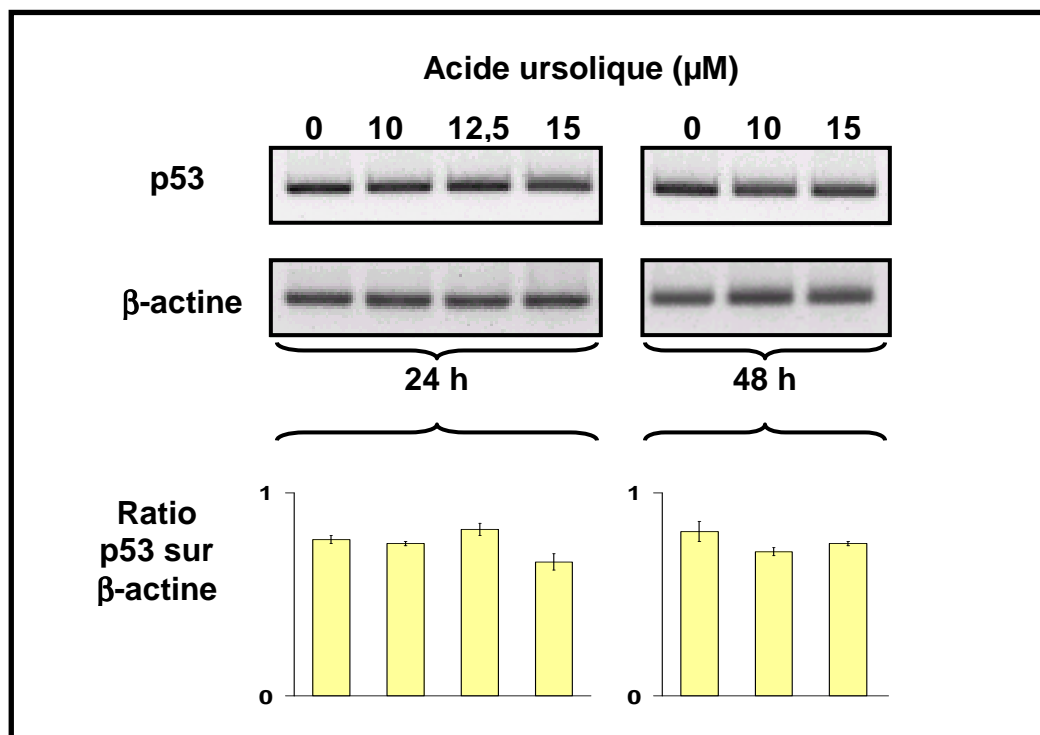 Acide ursolique (µM)
0 10 12,5 15 0 10 15
p53
β-actine
24 h 48 h
1 1
Ratio
p53 sur
β-actine
0 0